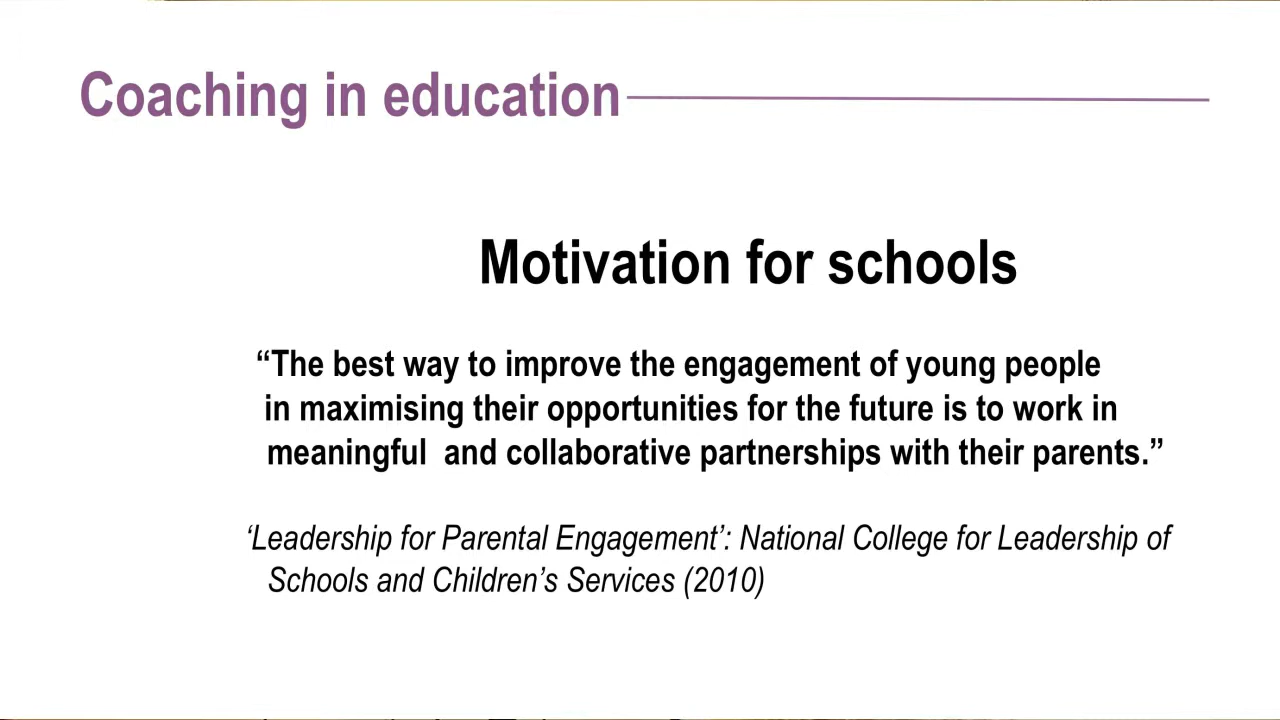 Coaching in education
Motivation for schools
“The best way to improve the engagement of young people
in maximising their opportunities for the future is to work in
meaningful  and collaborative partnerships with their parents.”
‘Leadership for Parental Engagement’: National College for Leadership of
Schools and Children’s Services (2010)